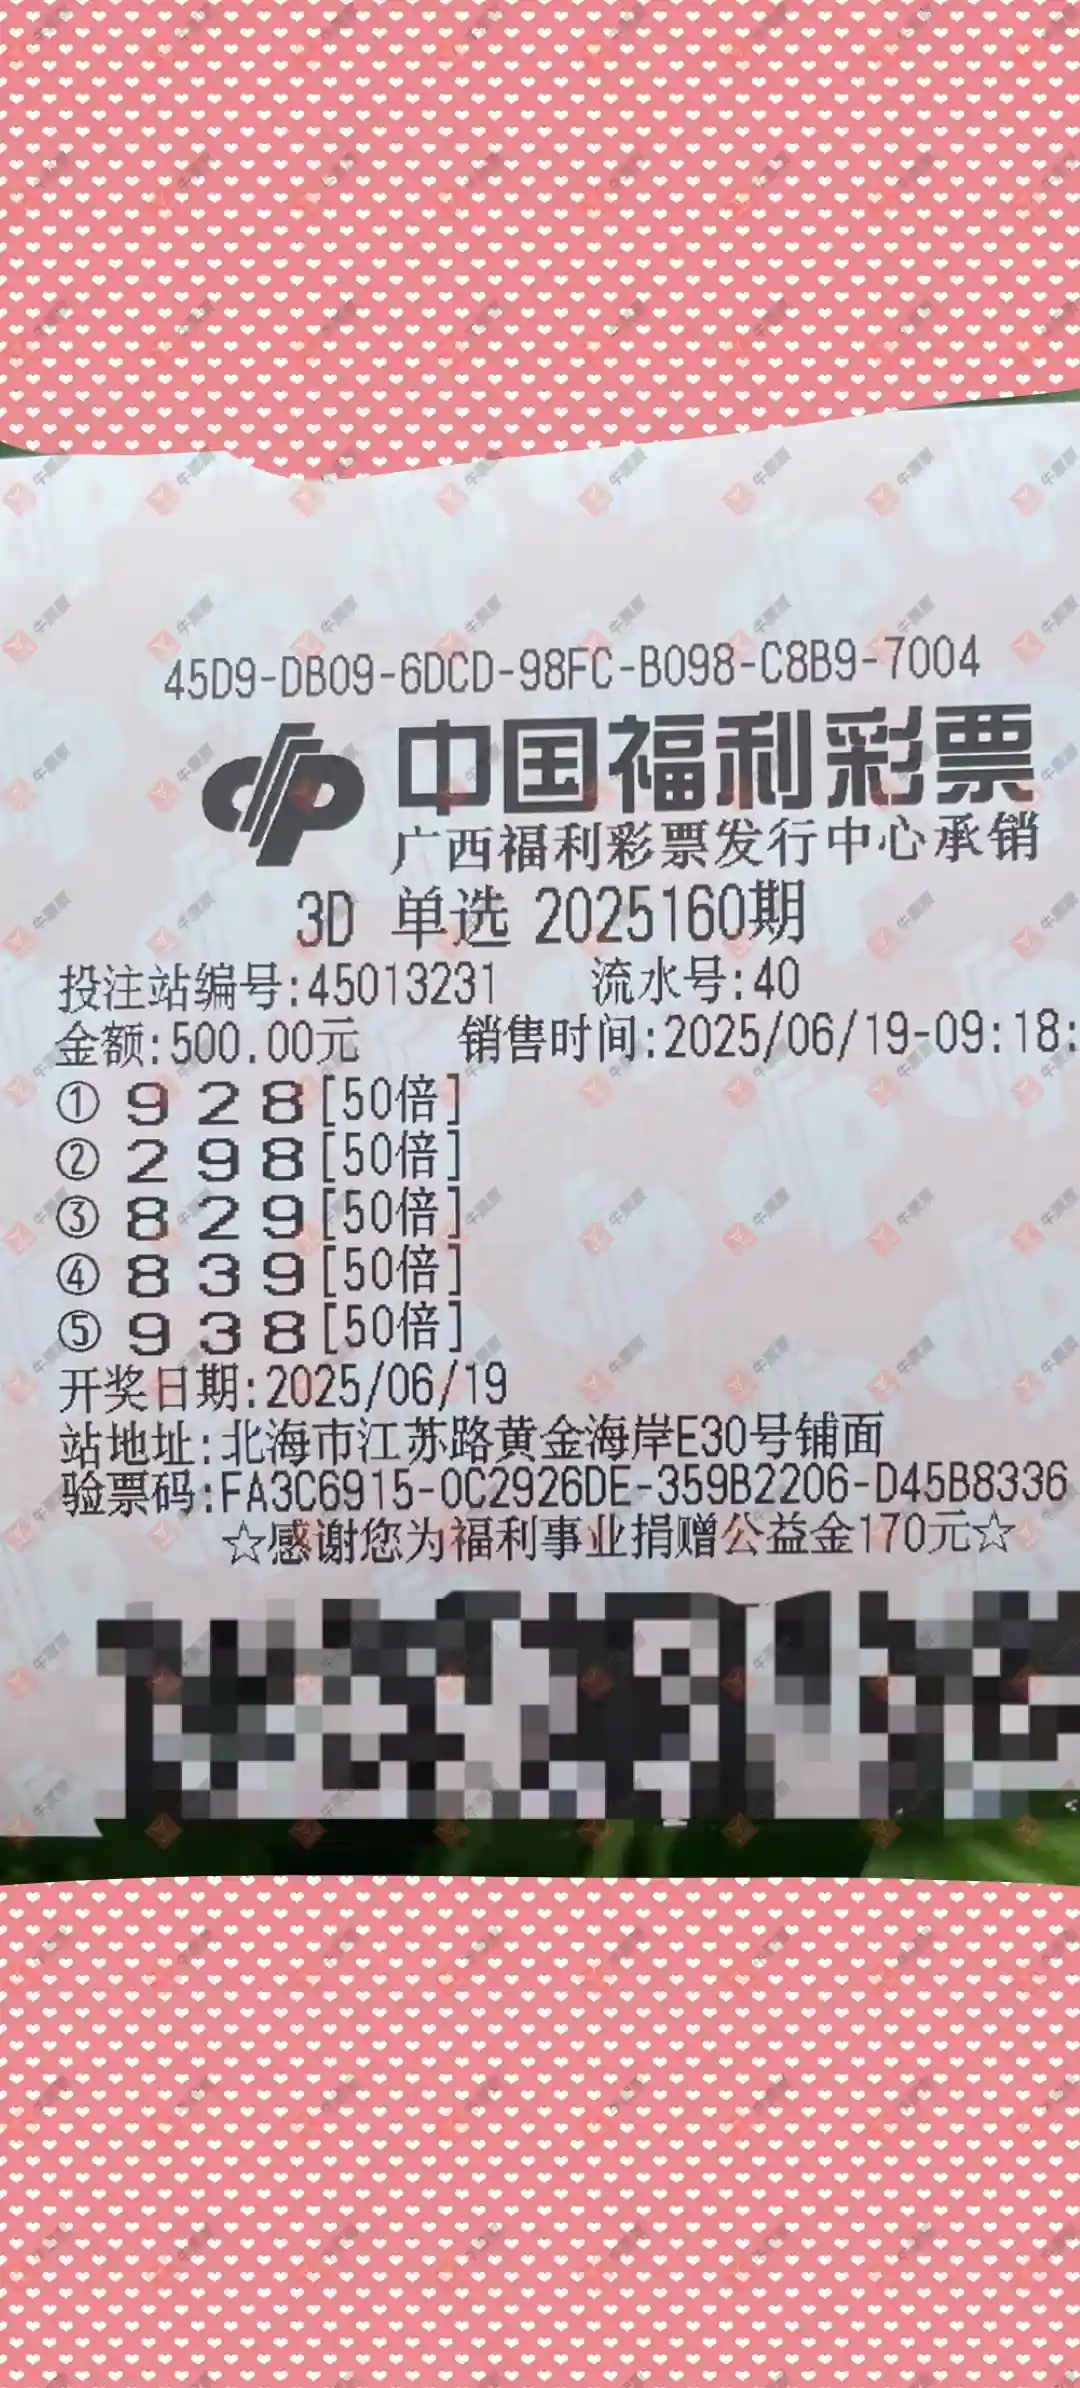 45D9-DB09-6DCD-98FC-B098-C8B9-7004
中国福利彩票
广西福利彩票发行中心承销
3D 单选 2025160期
投注站编号:45013231 流水号:40
金额:500.00元 销售时间:2025/06/19-09:18:
① 9 2 8[50倍]
② 2 9 8[50倍]
③ 8 2 9[50倍]
④ 8 3 9[50倍]
⑤ 9 3 8[50倍]
开奖日期:2025/06/19
站地址:北海市江苏路黄金海岸E30号铺面
验票码:FA3C6915-0C2926DE-359B2206-D45B8336
☆感谢您为福利事业捐赠公益金170元☆